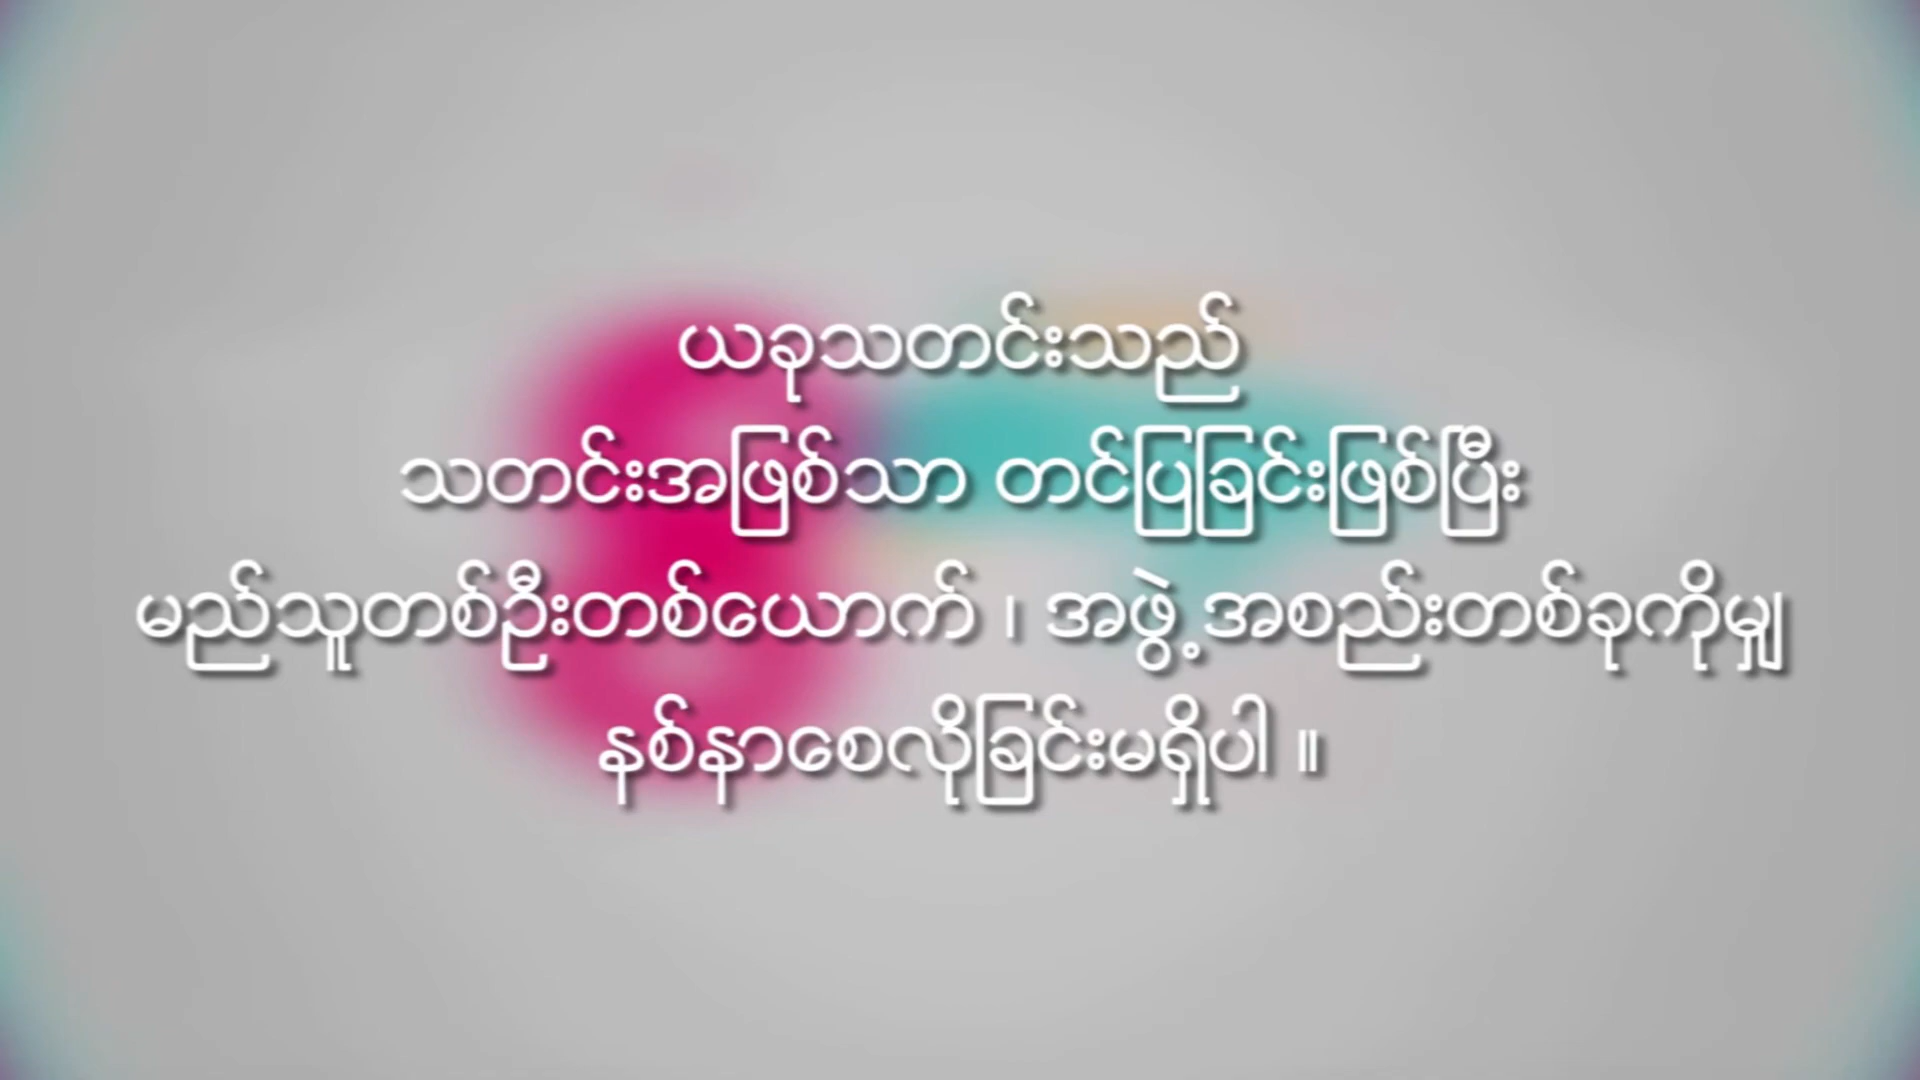 ယခုသတင်းသည်
သတင်းအဖြစ်သာ တင်ပြခြင်းဖြစ်ပြီး
မည်သူတစ်ဦးတစ်ယောက် ၊ အဖွဲ့အစည်းတစ်ခုကိုမျှ
နစ်နာစေလိုခြင်းမရှိပါ ။